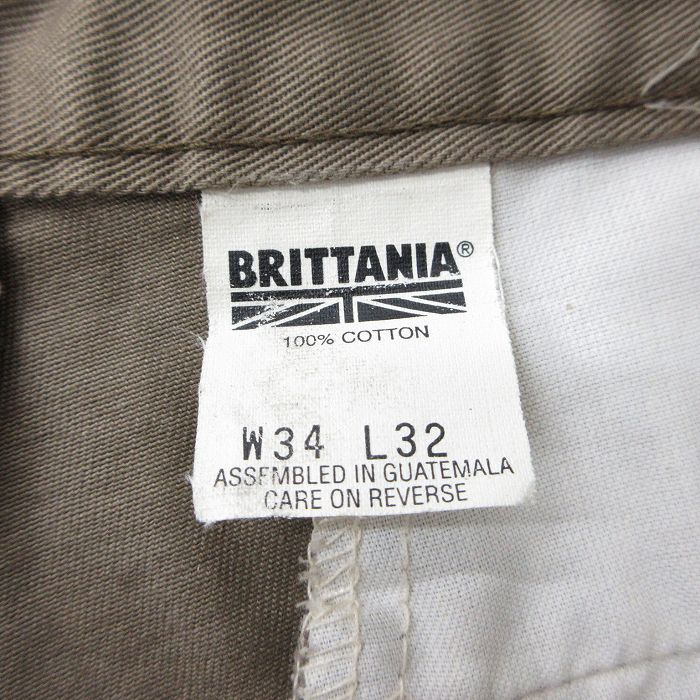 BRITTANIA®
100% COTTON
W34 L32
ASSEMBLED IN GUATEMALA
CARE ON REVERSE